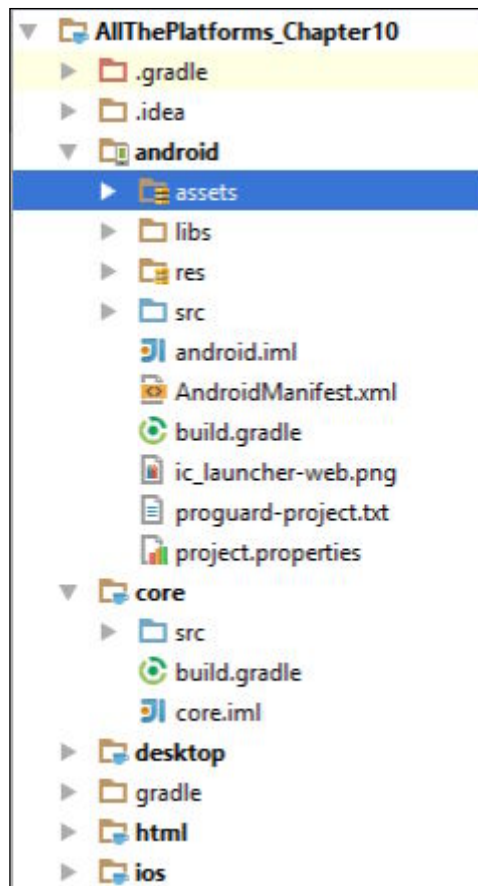 AllThePlatforms_Chapter10
.gradle
.idea
android
assets
libs
res
src
android.iml
AndroidManifest.xml
build.gradle
ic_launcher-web.png
proguard-project.txt
project.properties
core
src
build.gradle
core.iml
desktop
gradle
html
ios